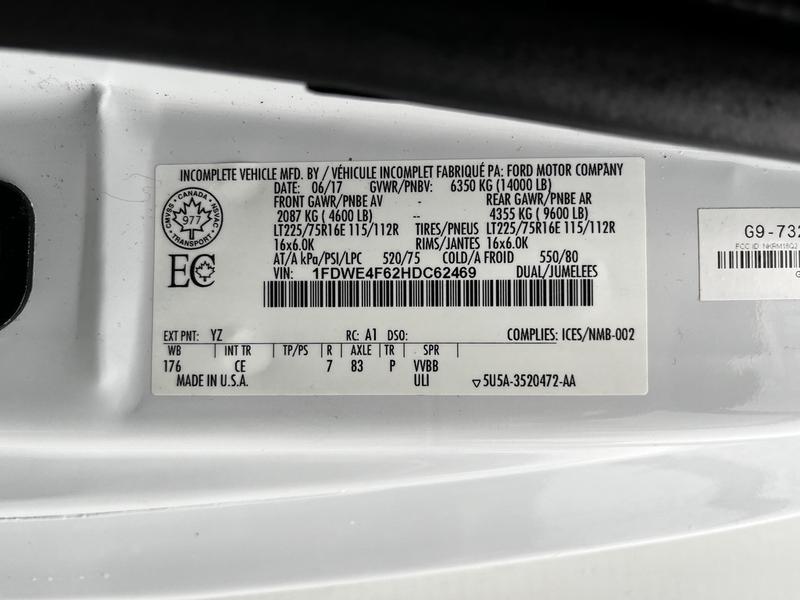 INCOMPLETE VEHICLE MFD. BY / VÉHICULE INCOMPLET FABRIQUÉ PA: FORD MOTOR COMPANY
DATE: 06/17 GVWR/PNBV: 6350 KG (14000 LB)
FRONT GAWR/PNBE AV REAR GAWR/PNBE AR
2087 KG ( 4600 LB) -- 4355 KG ( 9600 LB)
LT225/75R16E 115/112R TIRES/PNEUS LT225/75R16E 115/112R
16x6.0K RIMS/JANTES 16x6.0K
AT/A kPa/PSI/LPC 520/75 COLD/A FROID 550/80
VIN: 1FDWE4F62HDC62469 DUAL/JUMELEES
CANADA
CMVSS NSVAC
977
TRANSPORT
EC
EXT PNT: YZ RC: A1 DSO: COMPLIES: ICES/NMB-002
WB INT TR TP/PS R AXLE TR SPR
176 CE 7 83 P VVBB
MADE IN U.S.A. ULI ▽5U5A-3520472-AA
G9-732
FCC ID: NKRM18Q2